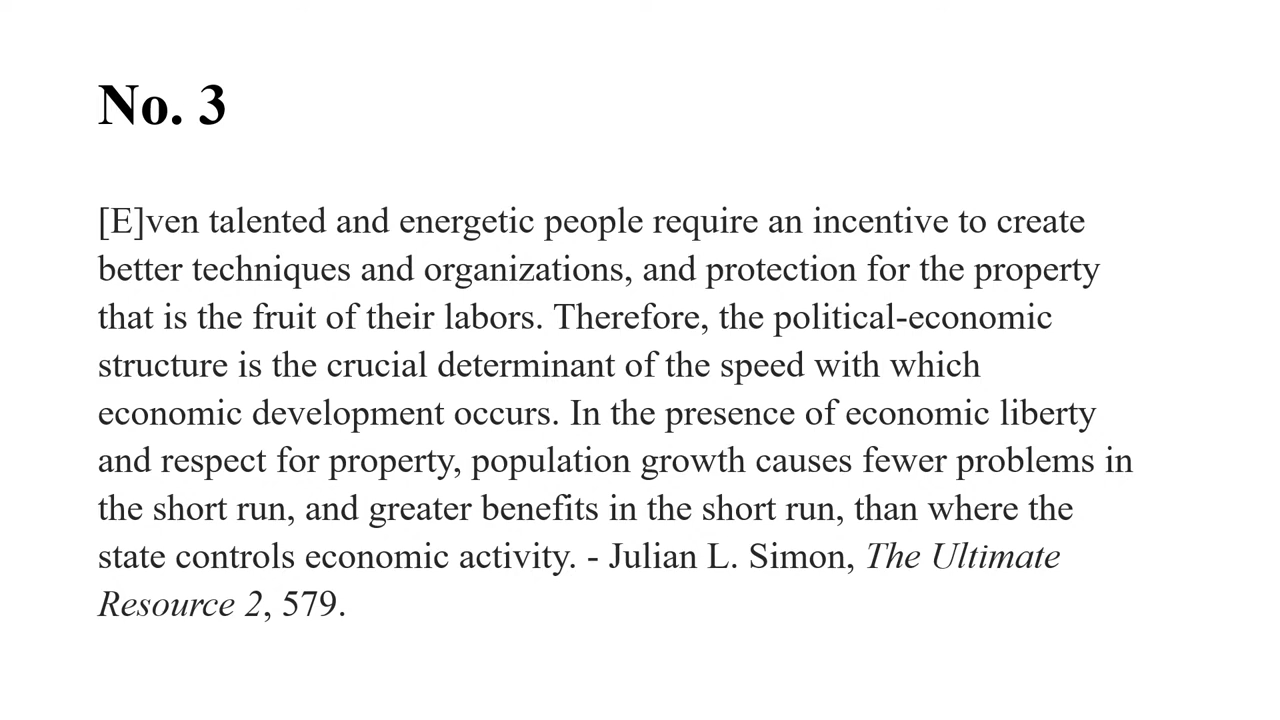 No. 3
[E]ven talented and energetic people require an incentive to create
better techniques and organizations, and protection for the property
that is the fruit of their labors. Therefore, the political-economic
structure is the crucial determinant of the speed with which
economic development occurs. In the presence of economic liberty
and respect for property, population growth causes fewer problems in
the short run, and greater benefits in the short run, than where the
state controls economic activity. - Julian L. Simon, The Ultimate
Resource 2, 579.